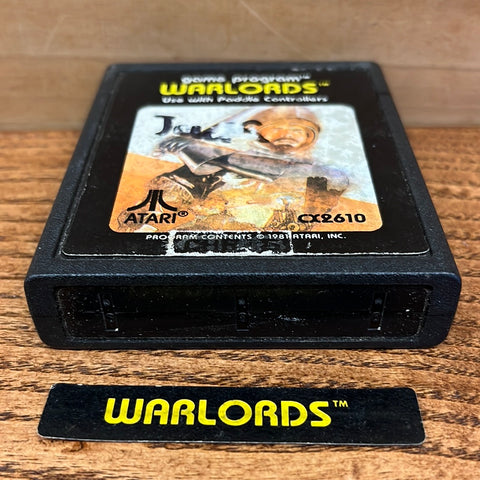 game program™
WARLORDS™
Use with Paddle Controllers
ATARI®
CX2610
PROGRAM CONTENTS © 1981 ATARI, INC.
WARLORDS™